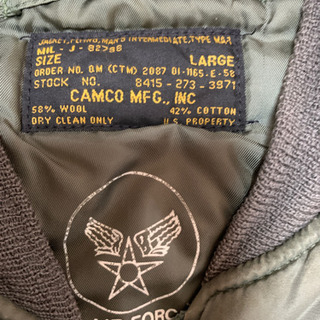 JACKET, FLYING, MAN'S INTERMEDIATE, TYPE MA-1
MIL - J - 8279B
SIZE LARGE
ORDER NO. QM (CTM) 2087 01-1165, E-58
STOCK NO. 8415 - 273 - 3971
CAMCO MFG., INC
58% WOOL 42% COTTON
DRY CLEAN ONLY U.S. PROPERTY